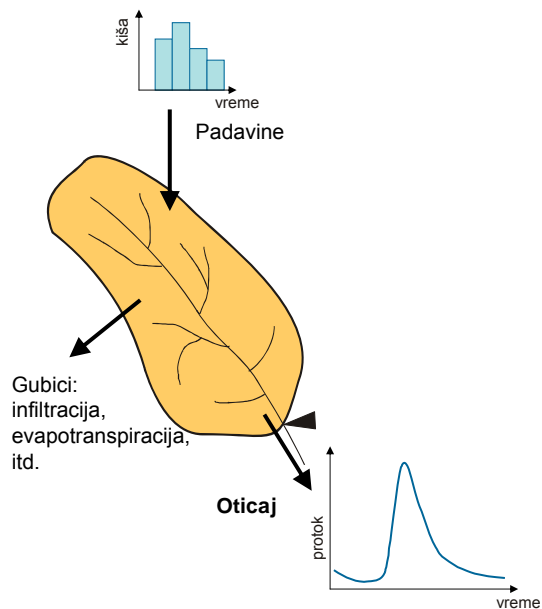 kiša
vreme
Padavine
Gubici:
infiltracija,
evapotranspiracija,
itd.
Oticaj
protok
vreme